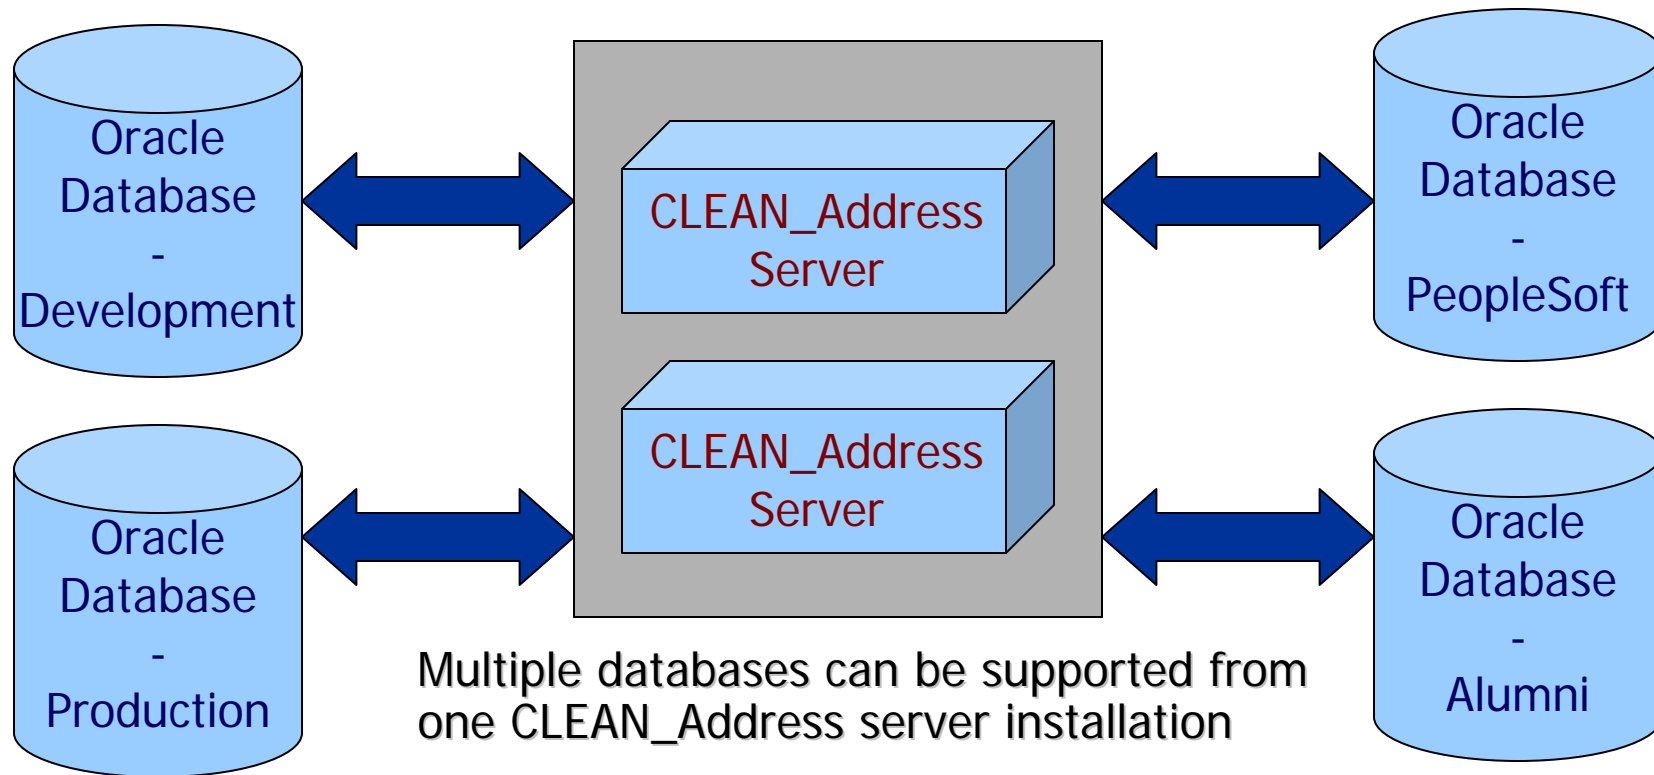 Oracle
Database
-
Development
Oracle
Database
-
Production
CLEAN_Address
Server
CLEAN_Address
Server
Oracle
Database
-
PeopleSoft
Oracle
Database
-
Alumni
Multiple databases can be supported from
one CLEAN_Address server installation